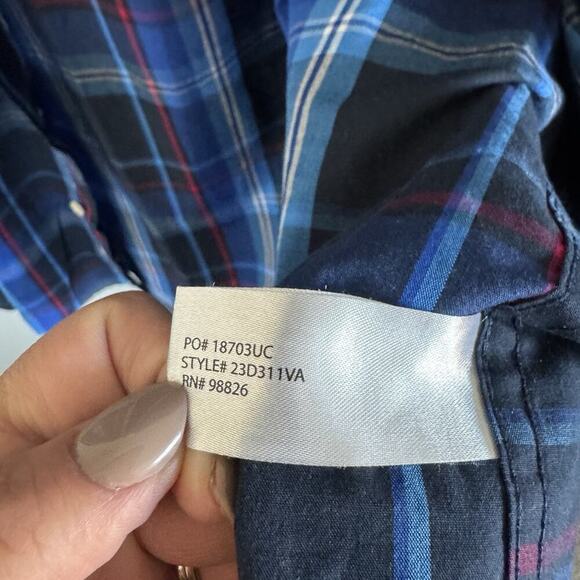 PO# 18703UC
STYLE# 23D311VA
RN# 98826